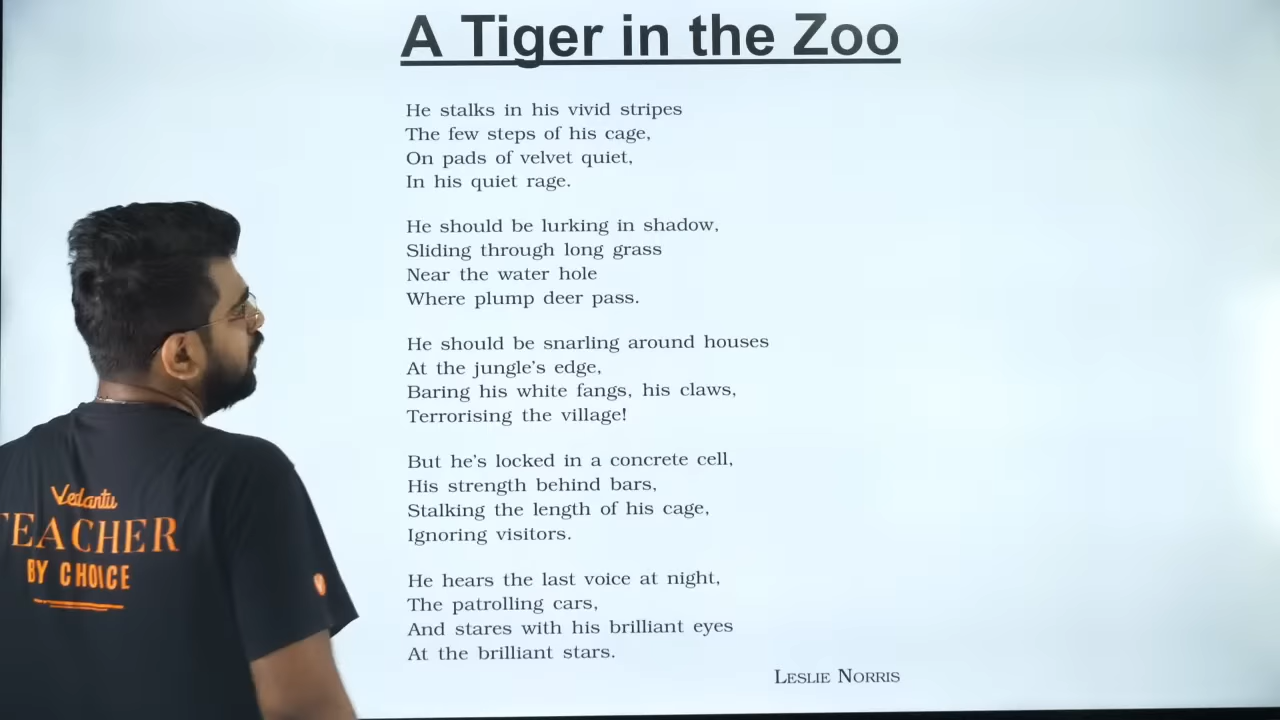 A Tiger in the Zoo
He stalks in his vivid stripes
The few steps of his cage,
On pads of velvet quiet,
In his quiet rage.
He should be lurking in shadow,
Sliding through long grass
Near the water hole
Where plump deer pass.
He should be snarling around houses
At the jungle's edge,
Baring his white fangs, his claws,
Terrorising the village!
But he's locked in a concrete cell,
His strength behind bars,
Stalking the length of his cage,
Ignoring visitors.
He hears the last voice at night,
The patrolling cars,
And stares with his brilliant eyes
At the brilliant stars.
LESLIE NORRIS
Vedantu
TEACHER
BY CHOICE